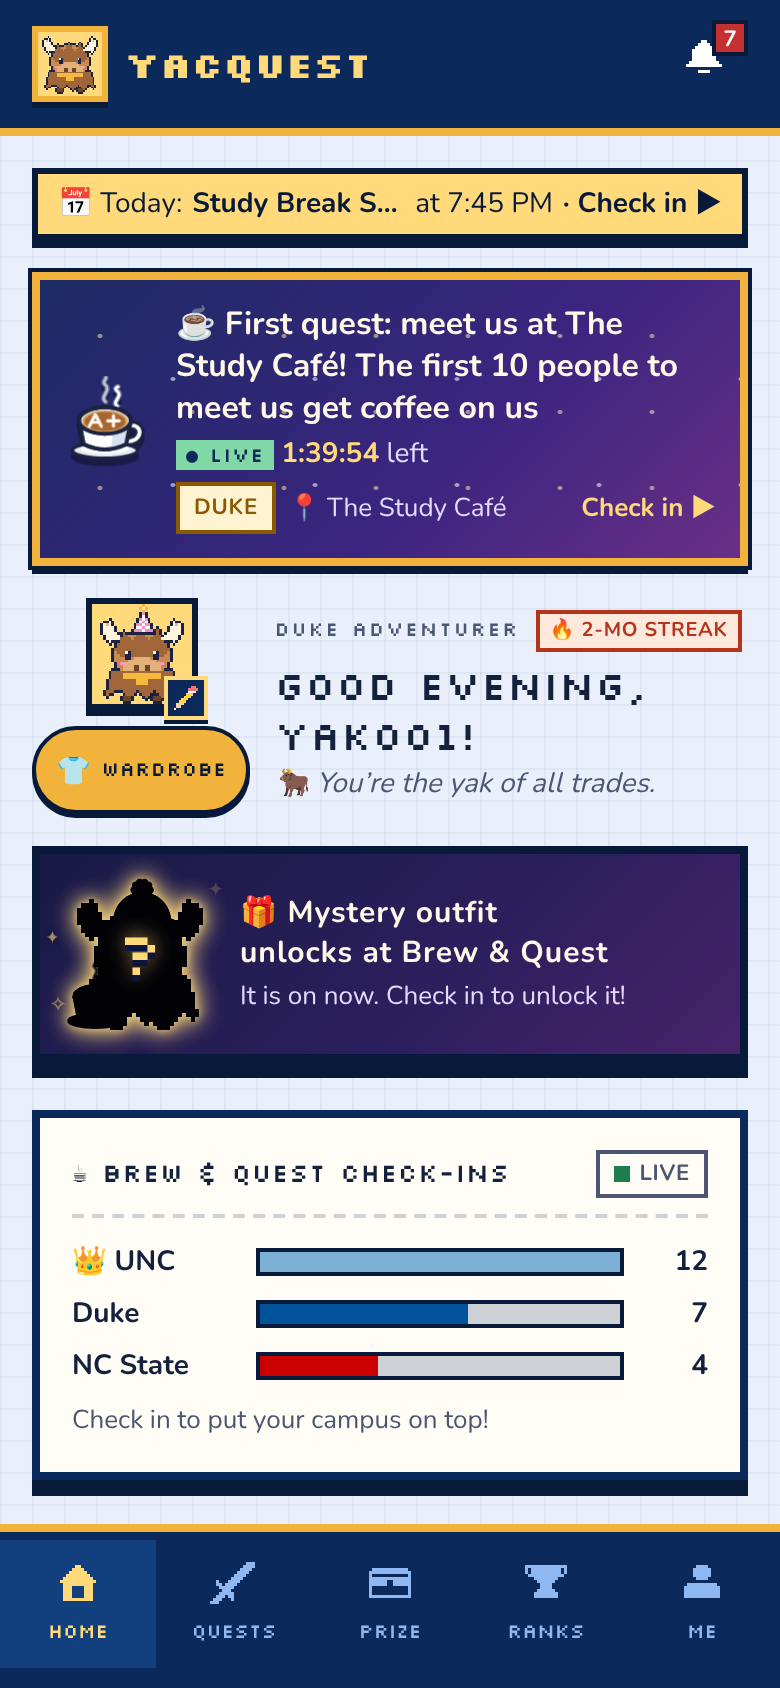 YACQUEST
7
July
17
Today: Study Break S... at 7:45 PM · Check in ▶
☕ First quest: meet us at The
Study Café! The first 10 people to
meet us get coffee on us
A+
● LIVE 1:39:54 left
DUKE 📍 The Study Café Check in ▶
DUKE ADVENTURER 🔥 2-MO STREAK
GOOD EVENING,
YAKOO1!
👕 WARDROBE
🐂 You're the yak of all trades.
?
🎁 Mystery outfit
unlocks at Brew & Quest
It is on now. Check in to unlock it!
☕ BREW & QUEST CHECK-INS LIVE
👑 UNC 12
Duke 7
NC State 4
Check in to put your campus on top!
HOME QUESTS PRIZE RANKS ME